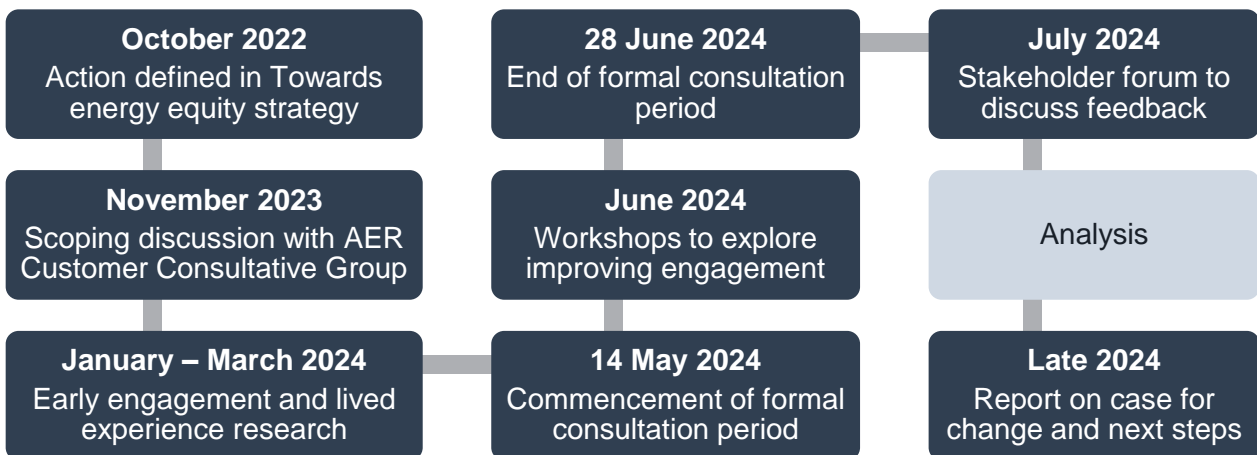 October 2022
Action defined in Towards
energy equity strategy
November 2023
Scoping discussion with AER
Customer Consultative Group
January – March 2024
Early engagement and lived
experience research
14 May 2024
Commencement of formal
consultation period
June 2024
Workshops to explore
improving engagement
28 June 2024
End of formal consultation
period
July 2024
Stakeholder forum to
discuss feedback
Analysis
Late 2024
Report on case for
change and next steps